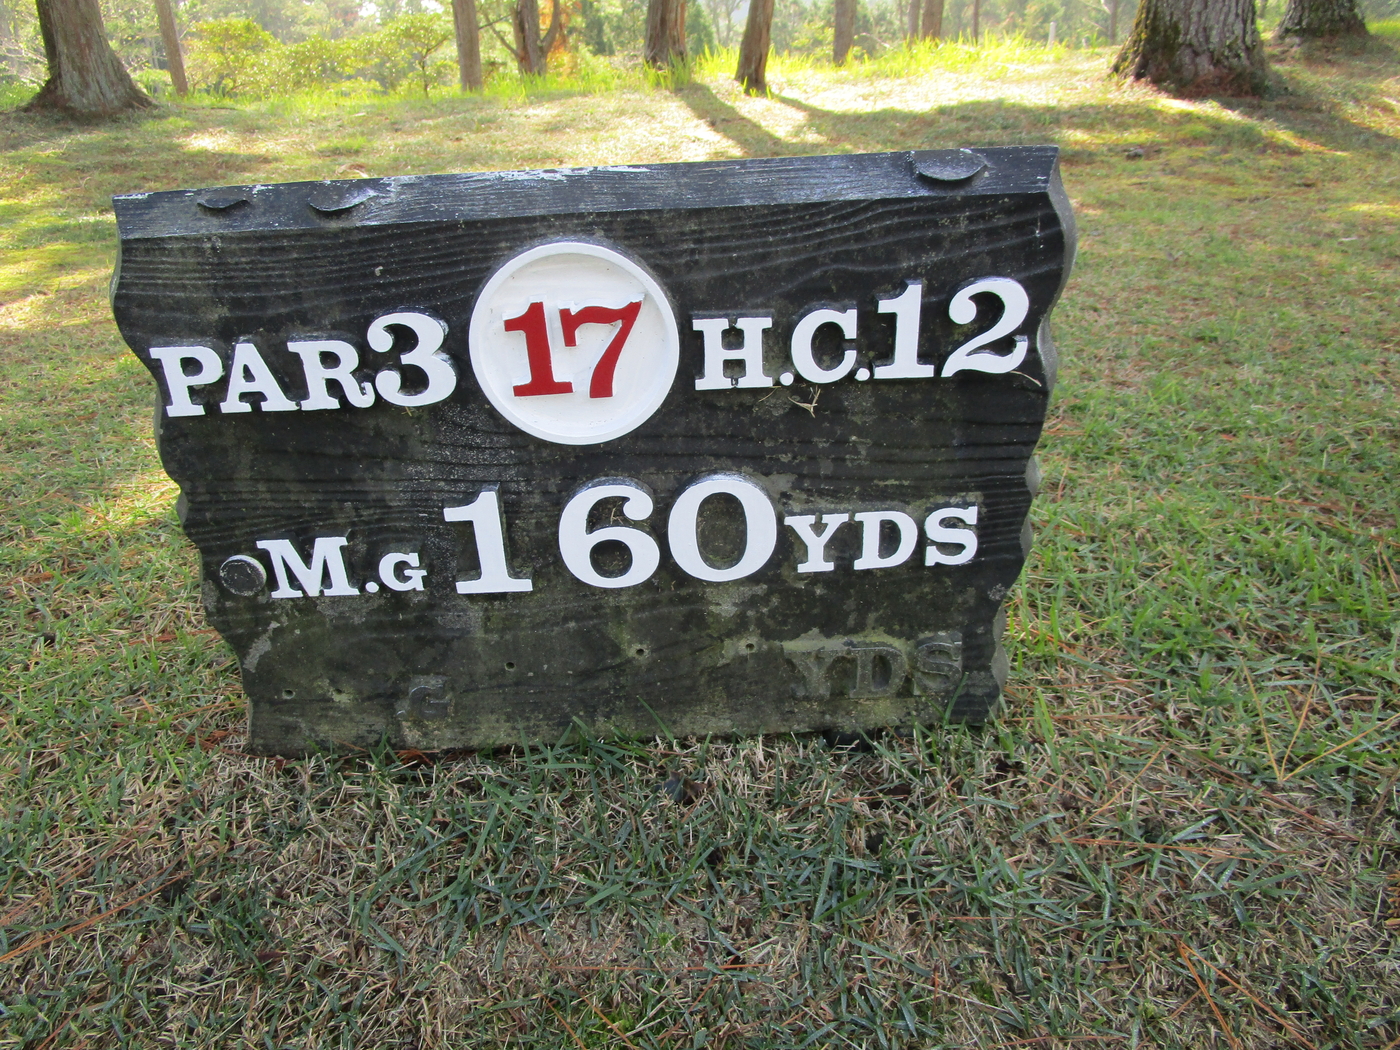 PAR3 17 H.C.12
M.G 160YDS
G YDS